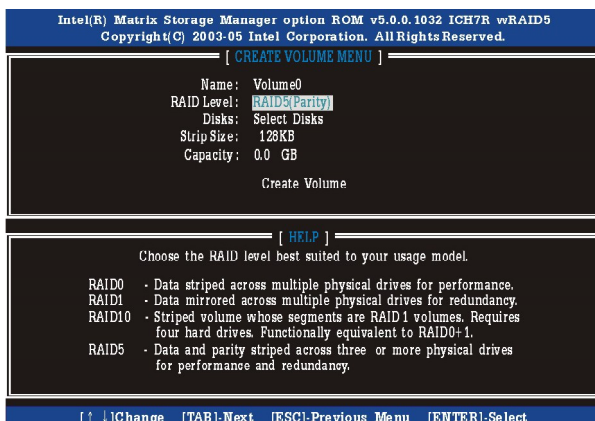 Intel(R) Matrix Storage Manager option ROM v5.0.0.1032 ICH7R wRAID5
Copyright(C) 2003-05 Intel Corporation. All Rights Reserved.
[ CREATE VOLUME MENU ]
Name: Volume0
RAID Level: RAID5(Parity)
Disks: Select Disks
Strip Size: 128KB
Capacity: 0.0 GB
Create Volume
[ HELP ]
Choose the RAID level best suited to your usage model.
RAID0 - Data striped across multiple physical drives for performance.
RAID1 - Data mirrored across multiple physical drives for redundancy.
RAID10 - Striped volume whose segments are RAID 1 volumes. Requires
four hard drives. Functionally equivalent to RAID0+1.
RAID5 - Data and parity striped across three or more physical drives
for performance and redundancy.
[↑ ↓]Change [TAB]-Next [ESC]-Previous Menu [ENTER]-Select